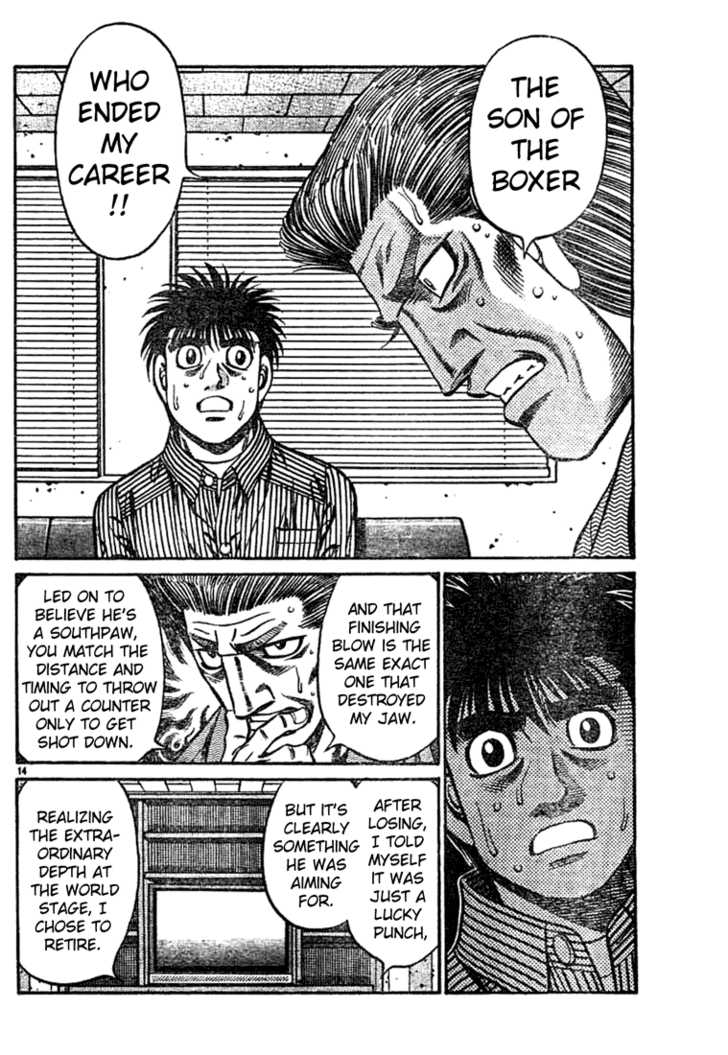 THE
SON OF
THE
BOXER
WHO
ENDED
MY
CAREER
!!
AND THAT
FINISHING
BLOW IS THE
SAME EXACT
ONE THAT
DESTROYED
MY JAW.
LED ON TO
BELIEVE HE'S
A SOUTHPAW,
YOU MATCH THE
DISTANCE AND
TIMING TO THROW
OUT A COUNTER
ONLY TO GET
SHOT DOWN.
14
AFTER
LOSING,
I TOLD
MYSELF
IT WAS
JUST A
LUCKY
PUNCH,
BUT IT'S
CLEARLY
SOMETHING
HE WAS
AIMING
FOR.
REALIZING
THE EXTRA-
ORDINARY
DEPTH AT
THE WORLD
STAGE, I
CHOSE TO
RETIRE.